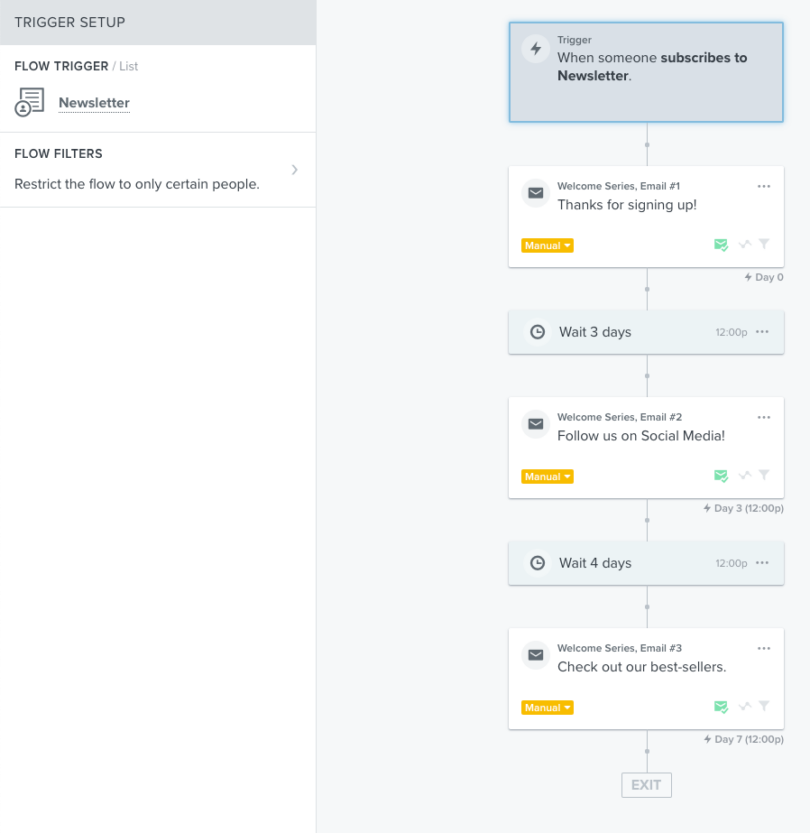 TRIGGER SETUP
FLOW TRIGGER / List
Newsletter
FLOW FILTERS
Restrict the flow to only certain people.
Trigger
When someone subscribes to
Newsletter.
Welcome Series, Email #1
Thanks for signing up!
Manual
Day 0
Wait 3 days
12:00p
Welcome Series, Email #2
Follow us on Social Media!
Manual
Day 3 (12:00p)
Wait 4 days
12:00p
Welcome Series, Email #3
Check out our best-sellers.
Manual
Day 7 (12:00p)
EXIT